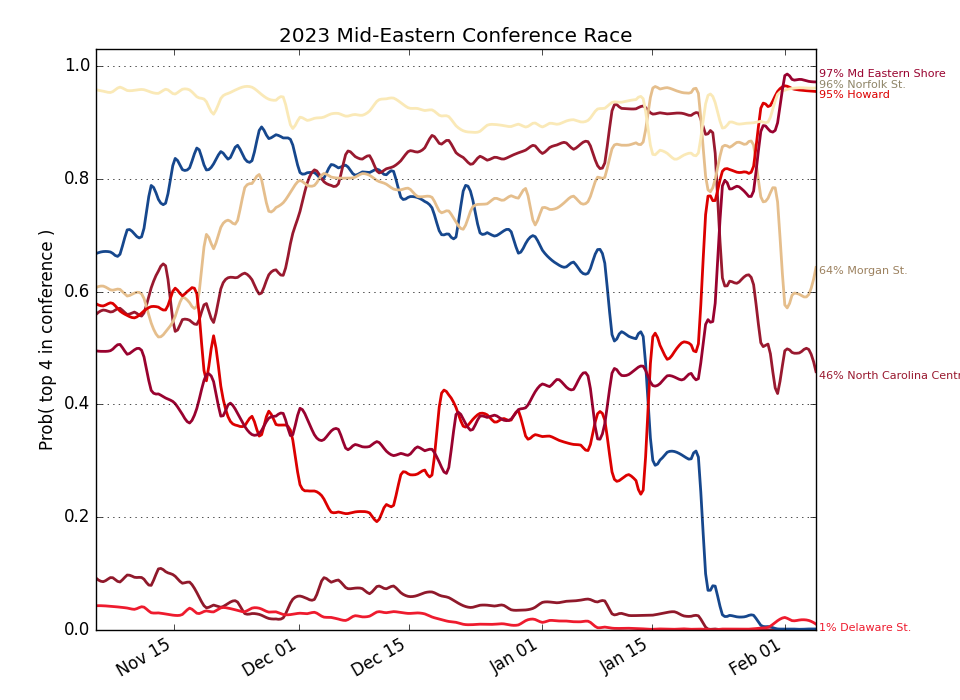 2023 Mid-Eastern Conference Race
Prob( top 4 in conference )
1.0
0.8
0.6
0.4
0.2
0.0
Nov 15
Dec 01
Dec 15
Jan 01
Jan 15
Feb 01
97% Md Eastern Shore
96% Norfolk St.
95% Howard
64% Morgan St.
46% North Carolina Centr
1% Delaware St.